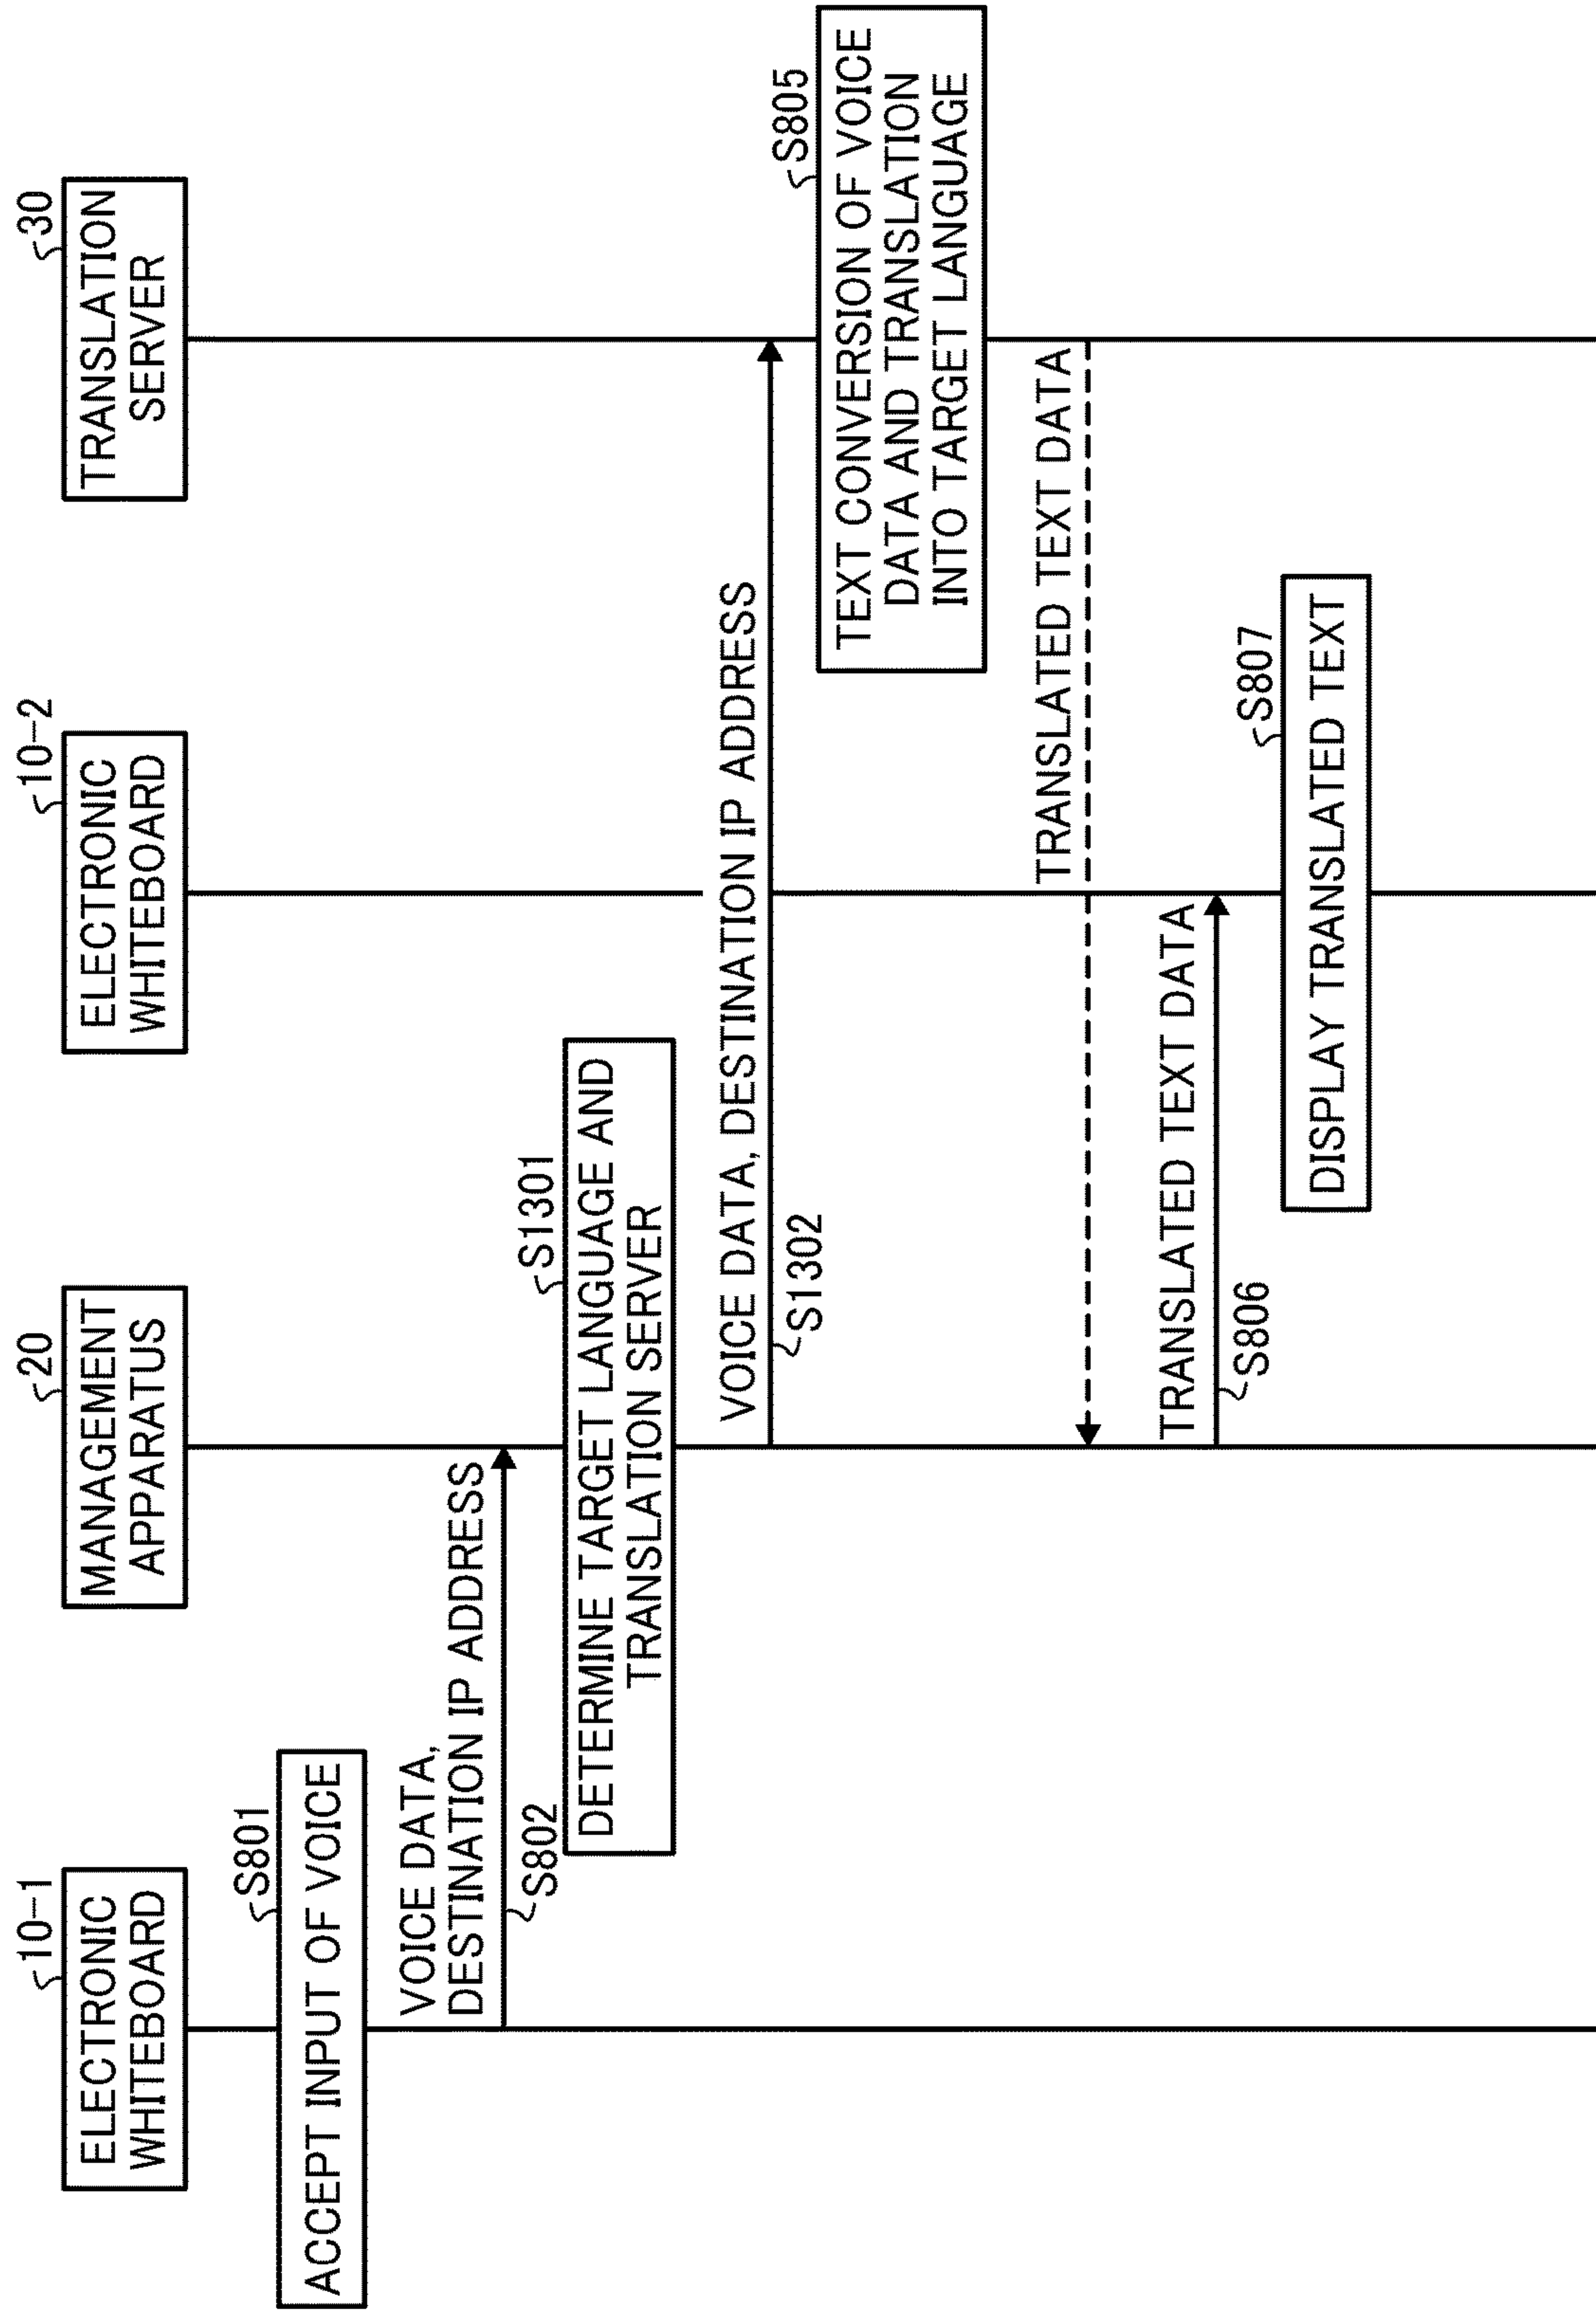 10-1
ELECTRONIC
WHITEBOARD
20
MANAGEMENT
APPARATUS
10-2
ELECTRONIC
WHITEBOARD
30
TRANSLATION
SERVER
S801
ACCEPT INPUT OF VOICE
VOICE DATA,
DESTINATION IP ADDRESS
S802
S1301
DETERMINE TARGET LANGUAGE AND
TRANSLATION SERVER
VOICE DATA, DESTINATION IP ADDRESS
S1302
S805
TEXT CONVERSION OF VOICE
DATA AND TRANSLATION
INTO TARGET LANGUAGE
TRANSLATED TEXT DATA
TRANSLATED TEXT DATA
S806
S807
DISPLAY TRANSLATED TEXT